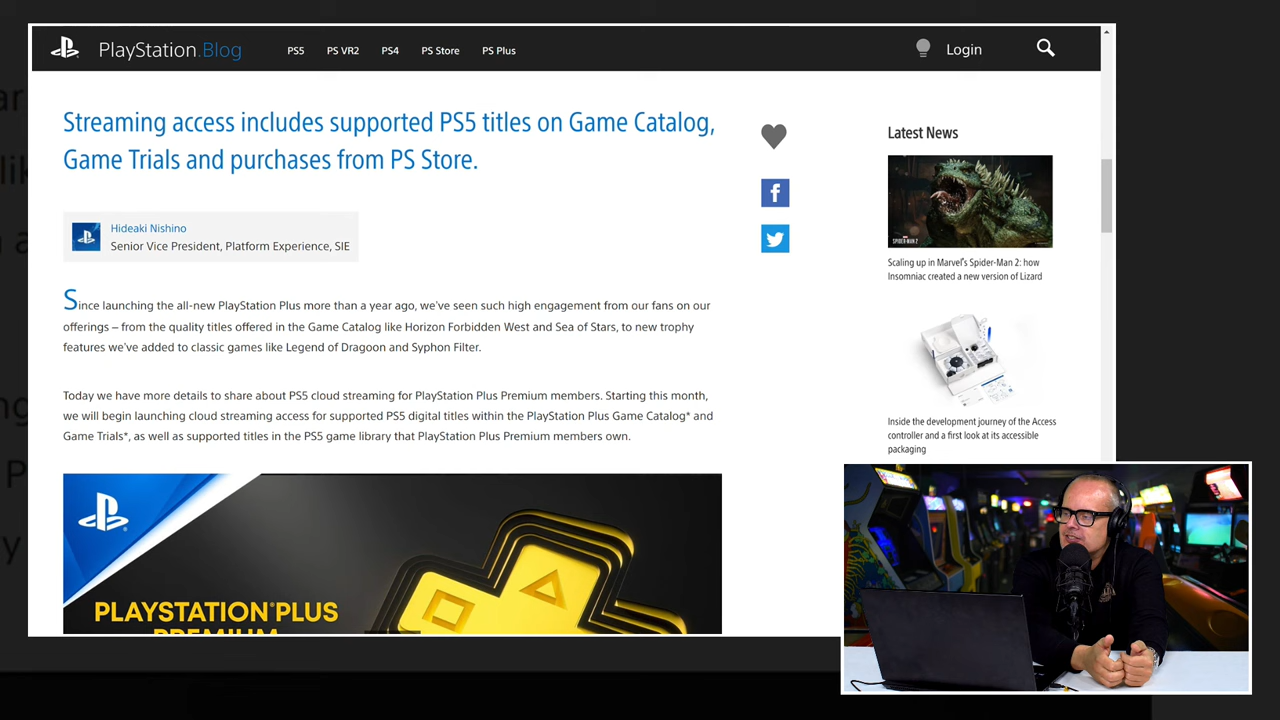 PlayStation.Blog
PS5
PS VR2
PS4
PS Store
PS Plus
Login
Streaming access includes supported PS5 titles on Game Catalog,
Game Trials and purchases from PS Store.
Hideaki Nishino
Senior Vice President, Platform Experience, SIE
Since launching the all-new PlayStation Plus more than a year ago, we've seen such high engagement from our fans on our
offerings – from the quality titles offered in the Game Catalog like Horizon Forbidden West and Sea of Stars, to new trophy
features we've added to classic games like Legend of Dragoon and Syphon Filter.
Today we have more details to share about PS5 cloud streaming for PlayStation Plus Premium members. Starting this month,
we will begin launching cloud streaming access for supported PS5 digital titles within the PlayStation Plus Game Catalog* and
Game Trials*, as well as supported titles in the PS5 game library that PlayStation Plus Premium members own.
PLAYSTATION®PLUS
PREMIUM
Latest News
SPIDER-MAN 2
Scaling up in Marvel's Spider-Man 2: how
Insomniac created a new version of Lizard
Inside the development journey of the Access
controller and a first look at its accessible
packaging